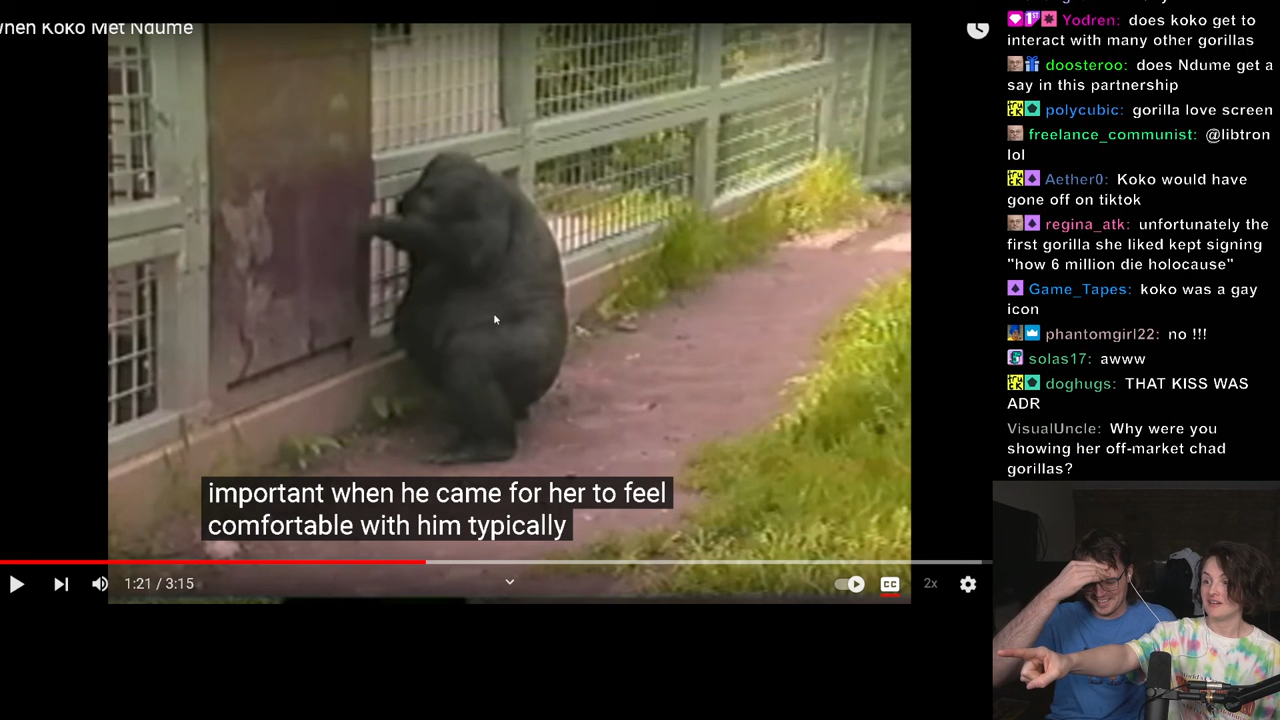 When Koko Met Ndume
important when he came for her to feel
comfortable with him typically
1:21 / 3:15
CC
2x
Yodren: does koko get to
interact with many other gorillas
doosteroo: does Ndume get a
say in this partnership
polycubic: gorilla love screen
freelance_communist: @libtron
lol
Aether0: Koko would have
gone off on tiktok
regina_atk: unfortunately the
first gorilla she liked kept signing
"how 6 million die holocause"
Game_Tapes: koko was a gay
icon
phantomgirl22: no !!!
solas17: awww
doghugs: THAT KISS WAS
ADR
VisualUncle: Why were you
showing her off-market chad
gorillas?